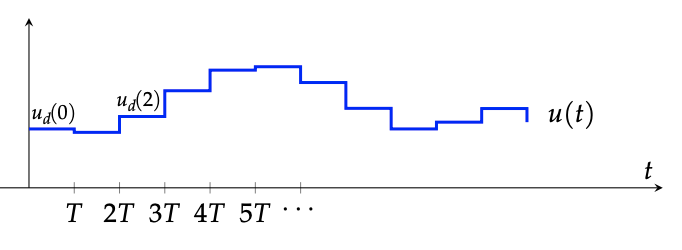 u_d(0)
u_d(2)
u(t)
t
T 2T 3T 4T 5T ···